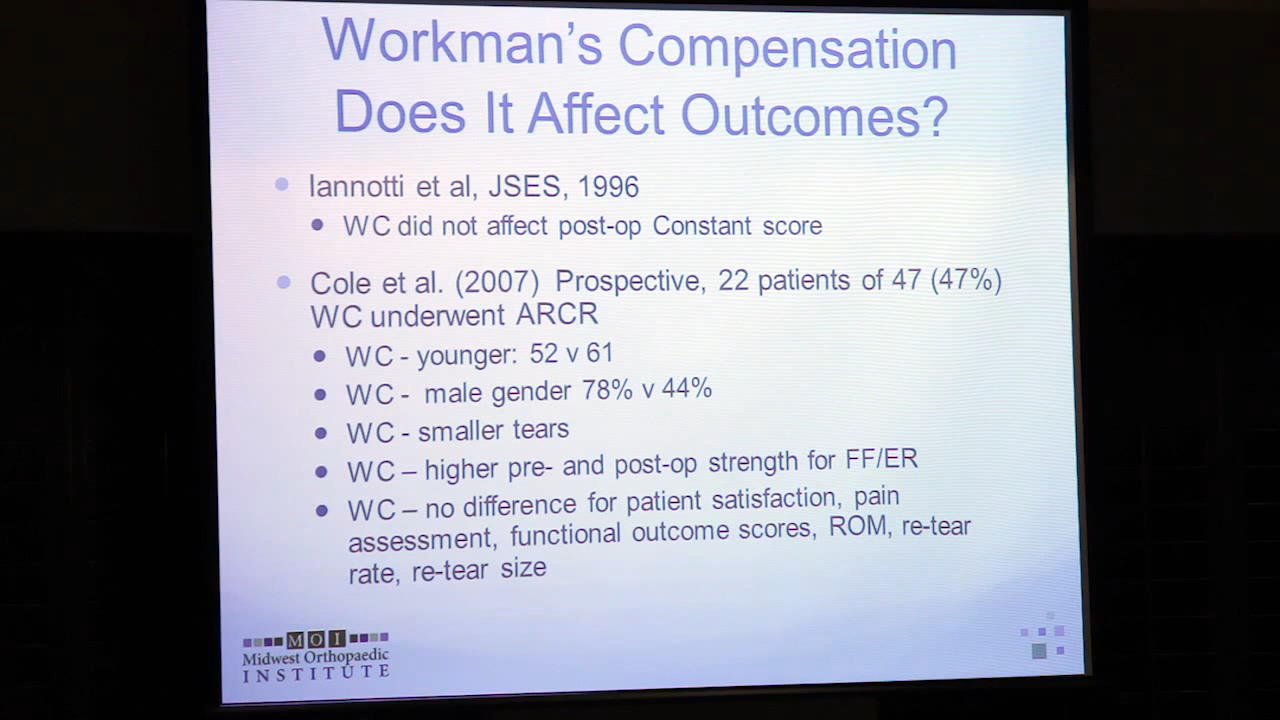 Workman's Compensation
Does It Affect Outcomes?
Iannotti et al, JSES, 1996
WC did not affect post-op Constant score
Cole et al. (2007) Prospective, 22 patients of 47 (47%)
WC underwent ARCR
WC - younger: 52 v 61
WC - male gender 78% v 44%
WC - smaller tears
WC – higher pre- and post-op strength for FF/ER
WC – no difference for patient satisfaction, pain
assessment, functional outcome scores, ROM, re-tear
rate, re-tear size
MOI
Midwest Orthopaedic
INSTITUTE